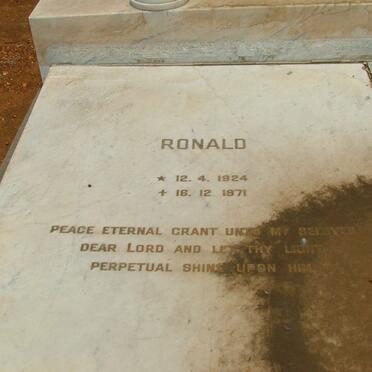 RONALD
* 12. 4. 1924
+ 16. 12 1971
PEACE ETERNAL GRANT UNTO MY BELOVED
DEAR LORD AND LET THY LIGHT
PERPETUAL SHINE UPON HIM